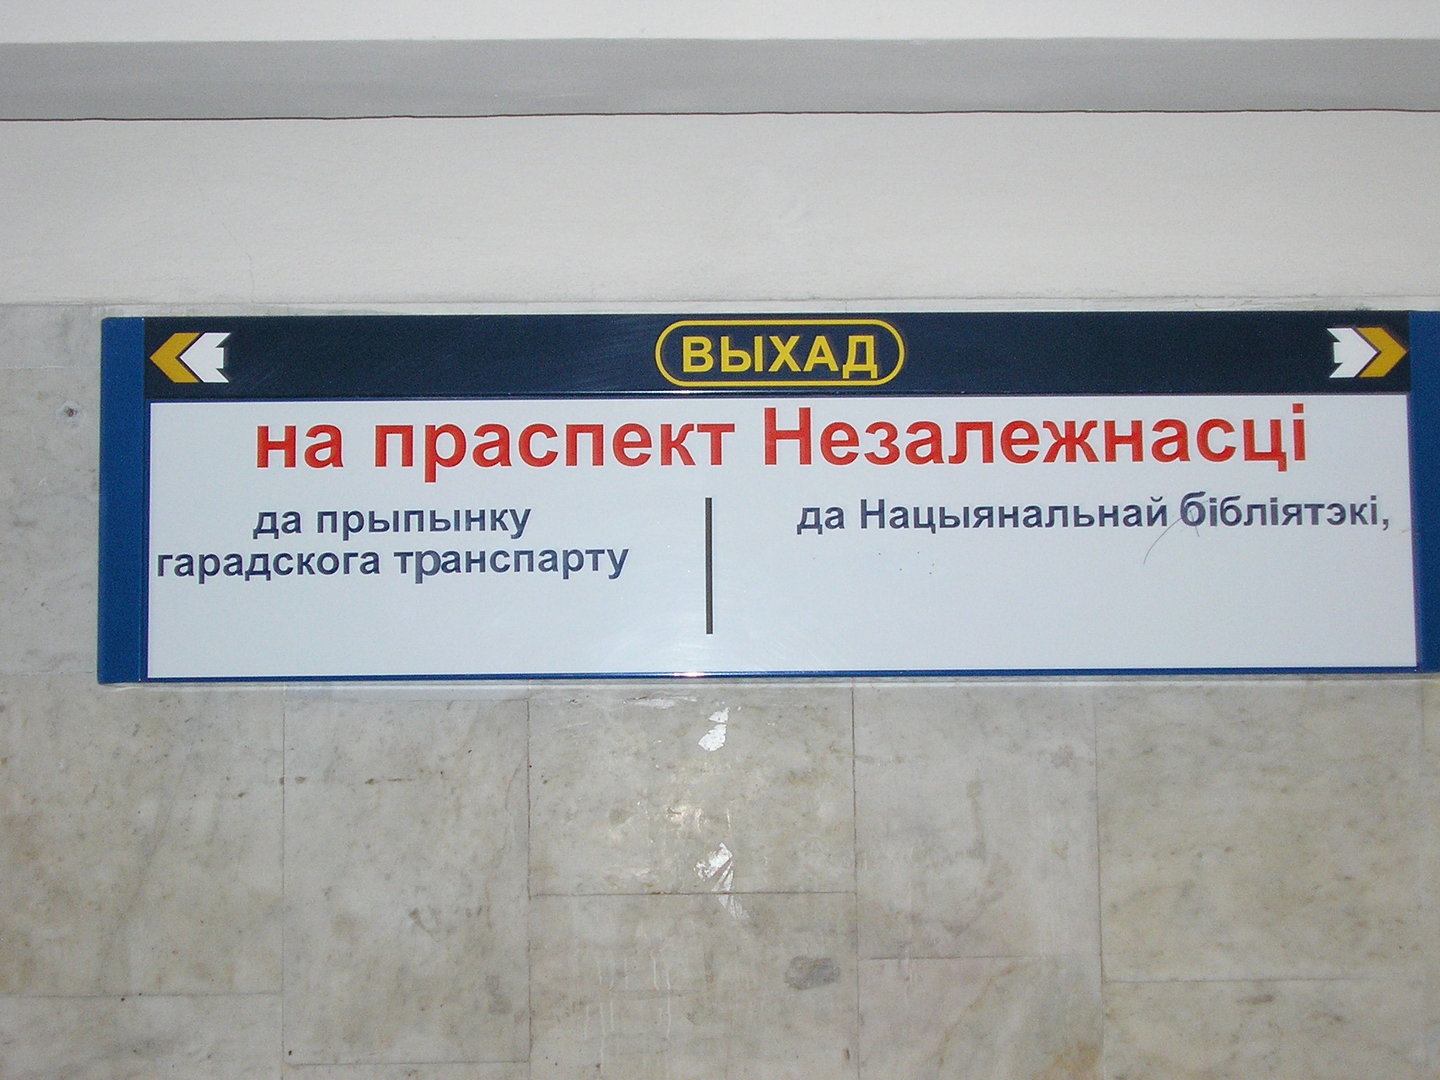 ВЫХАД
на праспект Незалежнасці
да прыпынку
гарадскога транспарту
да Нацыянальнай бібліятэкі,